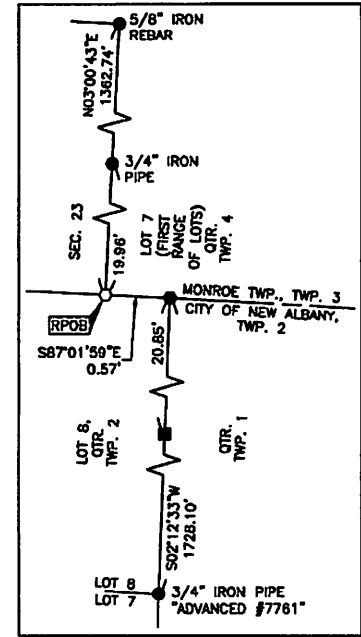 5/8" IRON
REBAR
N03°00'43"E
1362.74'
3/4" IRON
PIPE
SEC. 23
19.96'
LOT 7
(FIRST
RANGE
OF LOTS)
QTR.
TWP. 4
RPOB
MONROE TWP., TWP. 3
CITY OF NEW ALBANY,
TWP. 2
S87°01'59"E
0.57'
20.85'
LOT 8,
QTR.
TWP. 2
QTR.
TWP. 1
S02°12'33"W
1728.10'
LOT 8
LOT 7
3/4" IRON PIPE
"ADVANCED #7761"